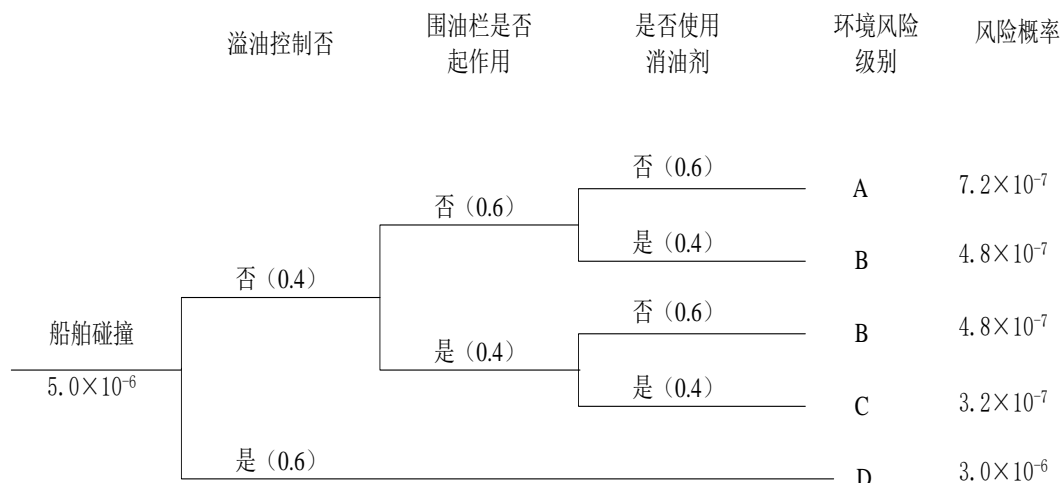 溢油控制否
围油栏是否
起作用
是否使用
消油剂
环境风险
级别
风险概率
否（0.6）
A
7.2×10⁻⁷
否（0.6）
是（0.4）
B
4.8×10⁻⁷
否（0.4）
否（0.6）
B
4.8×10⁻⁷
船舶碰撞
是（0.4）
5.0×10⁻⁶
是（0.4）
C
3.2×10⁻⁷
是（0.6）
D
3.0×10⁻⁶